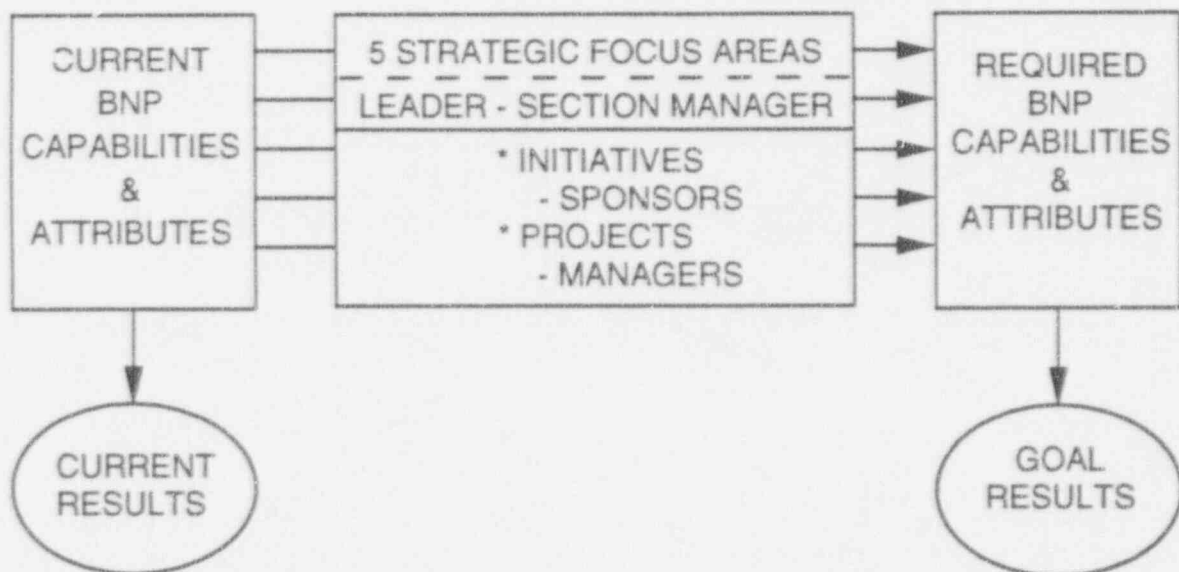 CURRENT
BNP
CAPABILITIES
&
ATTRIBUTES
5 STRATEGIC FOCUS AREAS
LEADER - SECTION MANAGER
* INITIATIVES
- SPONSORS
* PROJECTS
- MANAGERS
REQUIRED
BNP
CAPABILITIES
&
ATTRIBUTES
CURRENT
RESULTS
GOAL
RESULTS